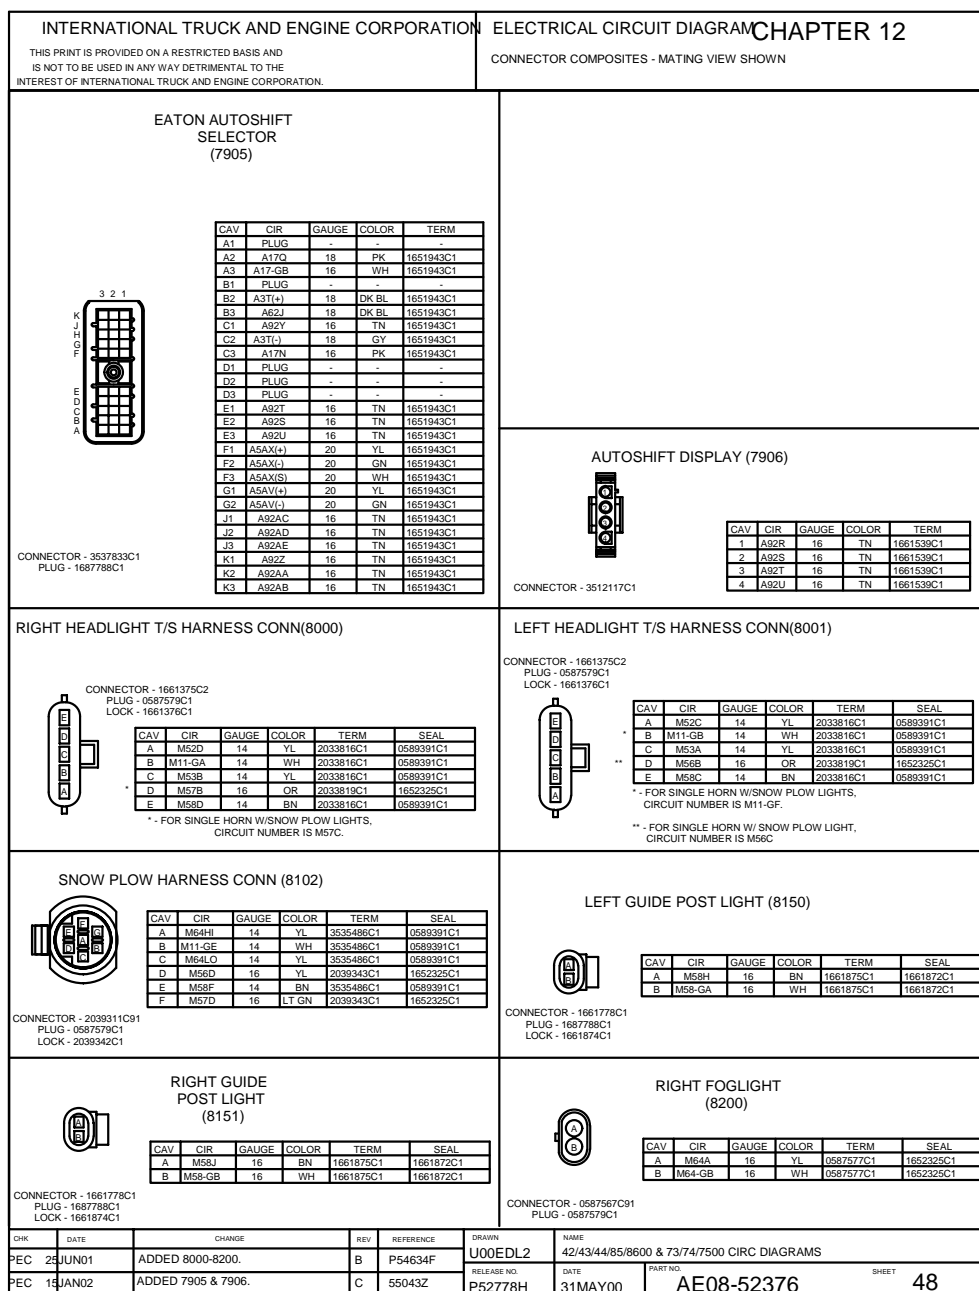 INTERNATIONAL TRUCK AND ENGINE CORPORATION
THIS PRINT IS PROVIDED ON A RESTRICTED BASIS AND
IS NOT TO BE USED IN ANY WAY DETRIMENTAL TO THE
INTEREST OF INTERNATIONAL TRUCK AND ENGINE CORPORATION.
ELECTRICAL CIRCUIT DIAGRAM CHAPTER 12
CONNECTOR COMPOSITES - MATING VIEW SHOWN
EATON AUTOSHIFT
SELECTOR
(7905)
3 2 1
K
J
H
G
F
E
D
C
B
A
CONNECTOR - 3537833C1
PLUG - 1687788C1
CAV CIR GAUGE COLOR TERM
A1 PLUG - - -
A2 A17Q 18 PK 1651943C1
A3 A17-GB 16 WH 1651943C1
B1 PLUG - - -
B2 A3T(+) 18 DK BL 1651943C1
B3 A62J 18 DK BL 1651943C1
C1 A92Y 16 TN 1651943C1
C2 A3T(-) 18 GY 1651943C1
C3 A17N 16 PK 1651943C1
D1 PLUG - - -
D2 PLUG - - -
D3 PLUG - - -
E1 A92T 16 TN 1651943C1
E2 A92S 16 TN 1651943C1
E3 A92U 16 TN 1651943C1
F1 A5AX(+) 20 YL 1651943C1
F2 A5AX(-) 20 GN 1651943C1
F3 A5AX(S) 20 WH 1651943C1
G1 A5AV(+) 20 YL 1651943C1
G2 A5AV(-) 20 GN 1651943C1
J1 A92AC 16 TN 1651943C1
J2 A92AD 16 TN 1651943C1
J3 A92AE 16 TN 1651943C1
K1 A92Z 16 TN 1651943C1
K2 A92AA 16 TN 1651943C1
K3 A92AB 16 TN 1651943C1
AUTOSHIFT DISPLAY (7906)
1
2
3
4
CONNECTOR - 3512117C1
CAV CIR GAUGE COLOR TERM
1 A92R 16 TN 1661539C1
2 A92S 16 TN 1661539C1
3 A92T 16 TN 1661539C1
4 A92U 16 TN 1661539C1
RIGHT HEADLIGHT T/S HARNESS CONN(8000)
CONNECTOR - 1661375C2
PLUG - 0587579C1
LOCK - 1661376C1
E
D
C
B
A
CAV CIR GAUGE COLOR TERM SEAL
A M52D 14 YL 2033816C1 0589391C1
B M11-GA 14 WH 2033816C1 0589391C1
C M53B 14 YL 2033816C1 0589391C1
* D M57B 16 OR 2033819C1 1652325C1
E M58D 14 BN 2033816C1 0589391C1
* - FOR SINGLE HORN W/SNOW PLOW LIGHTS,
CIRCUIT NUMBER IS M57C.
LEFT HEADLIGHT T/S HARNESS CONN(8001)
CONNECTOR - 1661375C2
PLUG - 0587579C1
LOCK - 1661376C1
E
D
C
B
A
CAV CIR GAUGE COLOR TERM SEAL
A M52C 14 YL 2033816C1 0589391C1
* B M11-GB 14 WH 2033816C1 0589391C1
C M53A 14 YL 2033816C1 0589391C1
** D M56B 16 OR 2033819C1 1652325C1
E M58C 14 BN 2033816C1 0589391C1
* - FOR SINGLE HORN W/SNOW PLOW LIGHTS,
CIRCUIT NUMBER IS M11-GF.
** - FOR SINGLE HORN W/ SNOW PLOW LIGHT,
CIRCUIT NUMBER IS M56C
SNOW PLOW HARNESS CONN (8102)
CAV CIR GAUGE COLOR TERM SEAL
A M64HI 14 YL 3535486C1 0589391C1
B M11-GE 14 WH 3535486C1 0589391C1
C M64LO 14 YL 3535486C1 0589391C1
D M56D 16 YL 2039343C1 1652325C1
E M58F 14 BN 3535486C1 0589391C1
F M57D 16 LT GN 2039343C1 1652325C1
CONNECTOR - 2039311C91
PLUG - 0587579C1
LOCK - 2039342C1
LEFT GUIDE POST LIGHT (8150)
A
B
CAV CIR GAUGE COLOR TERM SEAL
A M58H 16 BN 1661875C1 1661872C1
B M58-GA 16 WH 1661875C1 1661872C1
CONNECTOR - 1661778C1
PLUG - 1687788C1
LOCK - 1661874C1
RIGHT GUIDE
POST LIGHT
(8151)
A
B
CAV CIR GAUGE COLOR TERM SEAL
A M58J 16 BN 1661875C1 1661872C1
B M58-GB 16 WH 1661875C1 1661872C1
CONNECTOR - 1661778C1
PLUG - 1687788C1
LOCK - 1661874C1
RIGHT FOGLIGHT
(8200)
A
B
CAV CIR GAUGE COLOR TERM SEAL
A M64A 16 YL 0587577C1 1652325C1
B M64-GB 16 WH 0587577C1 1652325C1
CONNECTOR - 0587567C91
PLUG - 0587579C1
CHK DATE CHANGE REV REFERENCE
PEC 25JUN01 ADDED 8000-8200. B P54634F
PEC 15JAN02 ADDED 7905 & 7906. C 55043Z
DRAWN
U00EDL2
NAME
42/43/44/85/8600 & 73/74/7500 CIRC DIAGRAMS
RELEASE NO.
P52778H
DATE
31MAY00
PART NO.
AE08-52376
SHEET
48